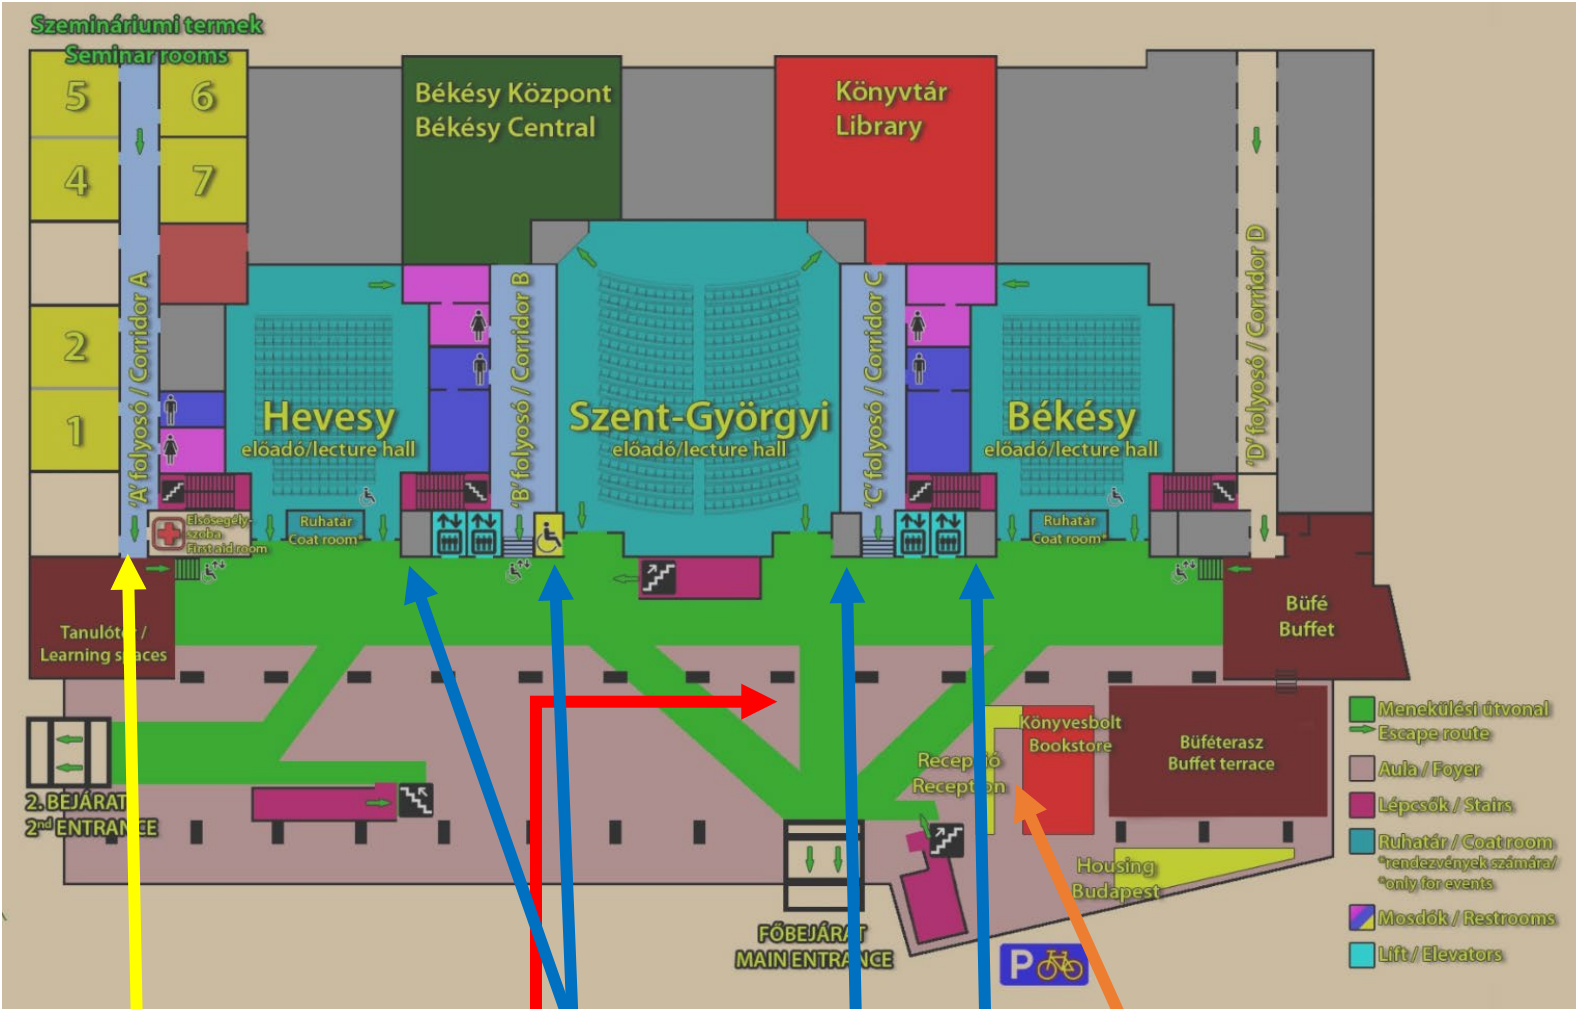 Szemináriumi termek
Seminar rooms
5
6
4
7
2
1
'A' folyosó / Corridor A
Békésy Központ
Békésy Central
Könyvtár
Library
Hevesy
előadó/lecture hall
'B' folyosó / Corridor B
Szent-Györgyi
előadó/lecture hall
'C' folyosó / Corridor C
Békésy
előadó/lecture hall
'D' folyosó / Corridor D
Elsősegély-
szoba
First aid room
Ruhatár
Coat room*
Ruhatár
Coat room*
Tanulótér /
Learning spaces
Büfé
Buffet
2. BEJÁRAT
2nd ENTRANCE
Recepció
Reception
Könyvesbolt
Bookstore
Büféterasz
Buffet terrace
Housing
Budapest
FŐBEJÁRAT
MAIN ENTRANCE
P
Menekülési útvonal
Escape route
Aula / Foyer
Lépcsők / Stairs
Ruhatár / Coat room
*rendezvények számára/
*only for events
Mosdók / Restrooms
Lift / Elevators